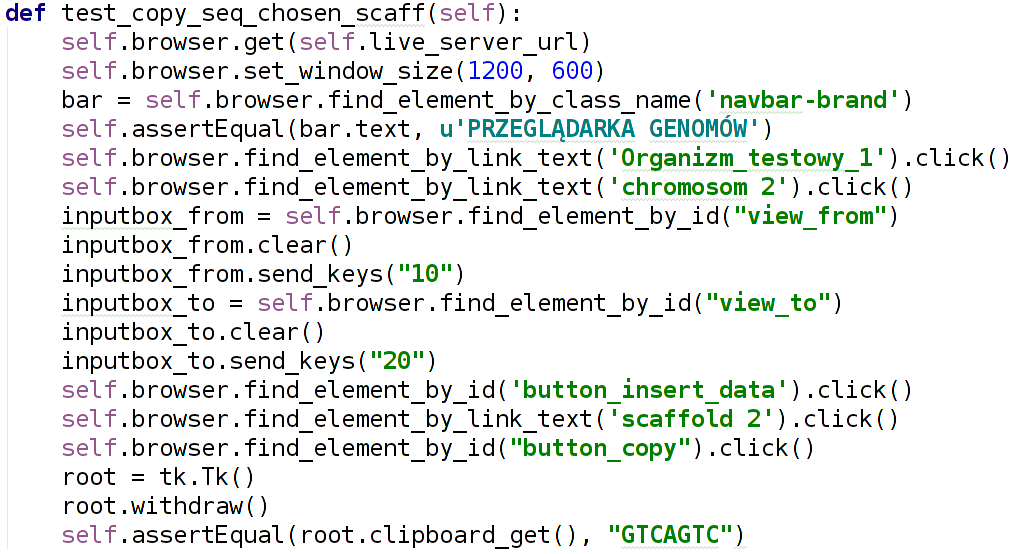 def test_copy_seq_chosen_scaff(self):
    self.browser.get(self.live_server_url)
    self.browser.set_window_size(1200, 600)
    bar = self.browser.find_element_by_class_name('navbar-brand')
    self.assertEqual(bar.text, u'PRZEGLĄDARKA GENOMÓW')
    self.browser.find_element_by_link_text('Organizm_testowy_1').click()
    self.browser.find_element_by_link_text('chromosom 2').click()
    inputbox_from = self.browser.find_element_by_id("view_from")
    inputbox_from.clear()
    inputbox_from.send_keys("10")
    inputbox_to = self.browser.find_element_by_id("view_to")
    inputbox_to.clear()
    inputbox_to.send_keys("20")
    self.browser.find_element_by_id('button_insert_data').click()
    self.browser.find_element_by_link_text('scaffold 2').click()
    self.browser.find_element_by_id("button_copy").click()
    root = tk.Tk()
    root.withdraw()
    self.assertEqual(root.clipboard_get(), "GTCAGTC")